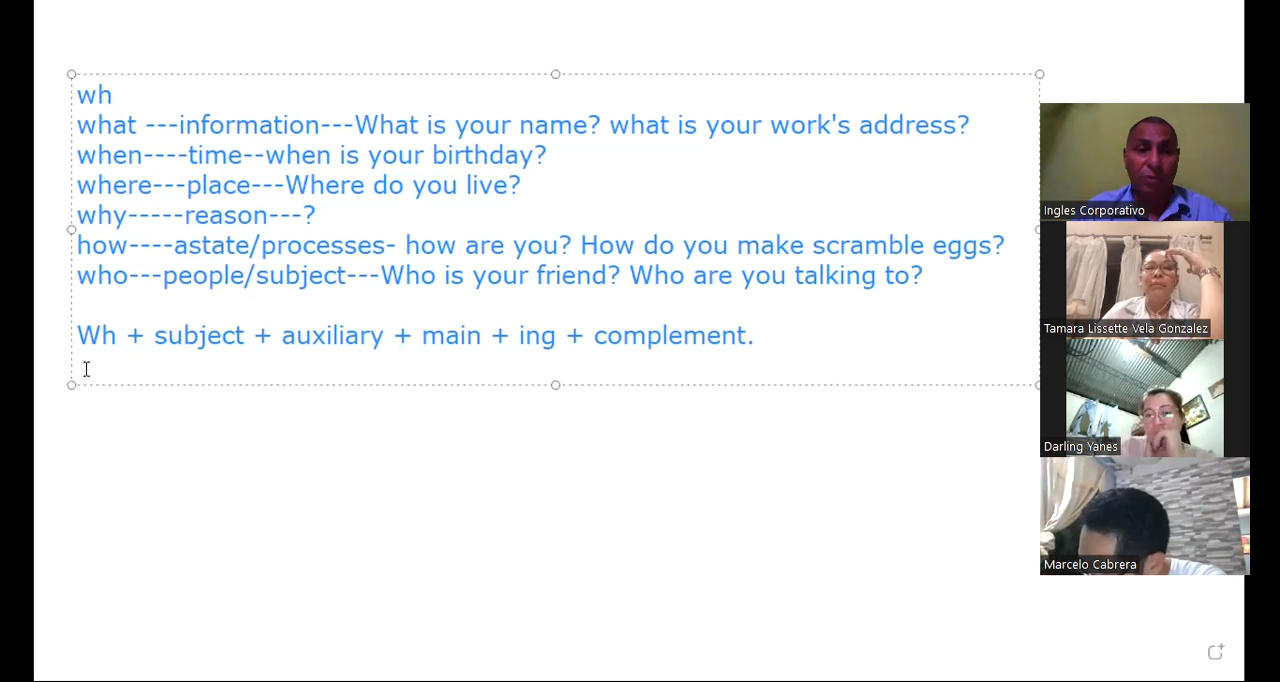 wh
what ---information---What is your name? what is your work's address?
when----time--when is your birthday?
where---place---Where do you live?
why-----reason---?
how----astate/processes- how are you? How do you make scramble eggs?
who---people/subject---Who is your friend? Who are you talking to?
Wh + subject + auxiliary + main + ing + complement.
Ingles Corporativo
Tamara Lissette Vela Gonzalez
Darling Yanes
Marcelo Cabrera